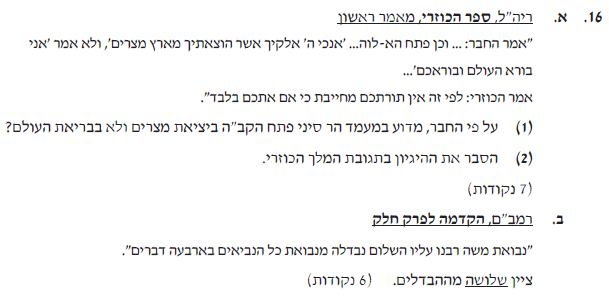 16. א. ריה"ל, ספר הכוזרי, מאמר ראשון
"אמר החבר: ... וכן פתח הא-לוה... 'אנכי ה' אלקיך אשר הוצאתיך מארץ מצרים', ולא אמר 'אני
בורא העולם ובוראכם'...
אמר הכוזרי: לפי זה אין תורתכם מחייבת כי אם אתכם בלבד".
(1) על פי החבר, מדוע במעמד הר סיני פתח הקב"ה ביציאת מצרים ולא בבריאת העולם?
(2) הסבר את ההיגיון בתגובת המלך הכוזרי.
(7 נקודות)
ב. רמב"ם, הקדמה לפרק חלק
"נבואת משה רבנו עליו השלום נבדלה מנבואת כל הנביאים בארבעה דברים".
ציין שלושה מההבדלים. (6 נקודות)